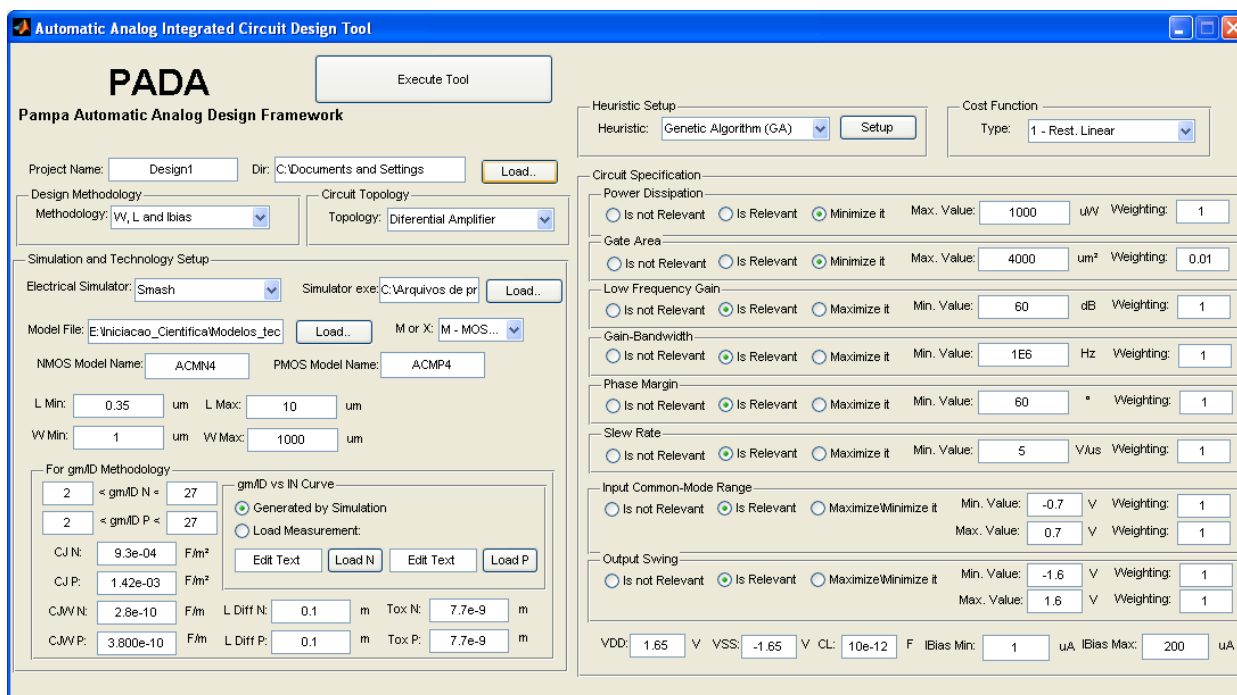 Automatic Analog Integrated Circuit Design Tool
PADA
Execute Tool
Pampa Automatic Analog Design Framework
Project Name: Design1 Dir: C:\Documents and Settings Load..
Design Methodology
Methodology: W, L and Ibias
Circuit Topology
Topology: Diferential Amplifier
Simulation and Technology Setup
Electrical Simulator: Smash Simulator exe: C:\Arquivos de pr Load..
Model File: E:\Iniciacao_Cientifica\Modelos_tec Load.. M or X: M - MOS...
NMOS Model Name: ACMN4 PMOS Model Name: ACMP4
L Min: 0.35 um L Max: 10 um
W Min: 1 um W Max: 1000 um
For gm/ID Methodology
2 < gm/ID N < 27
2 < gm/ID P < 27
gm/ID vs IN Curve
Generated by Simulation
Load Measurement:
Edit Text Load N Edit Text Load P
CJ N: 9.3e-04 F/m²
CJ P: 1.42e-03 F/m²
CJW N: 2.8e-10 F/m L Diff N: 0.1 m Tox N: 7.7e-9 m
CJW P: 3.800e-10 F/m L Diff P: 0.1 m Tox P: 7.7e-9 m
Heuristic Setup
Heuristic: Genetic Algorithm (GA) Setup
Cost Function
Type: 1 - Rest. Linear
Circuit Specification
Power Dissipation
Is not Relevant Is Relevant Minimize it Max. Value: 1000 uW Weighting: 1
Gate Area
Is not Relevant Is Relevant Minimize it Max. Value: 4000 um² Weighting: 0.01
Low Frequency Gain
Is not Relevant Is Relevant Maximize it Min. Value: 60 dB Weighting: 1
Gain-Bandwidth
Is not Relevant Is Relevant Maximize it Min. Value: 1E6 Hz Weighting: 1
Phase Margin
Is not Relevant Is Relevant Maximize it Min. Value: 60 ° Weighting: 1
Slew Rate
Is not Relevant Is Relevant Maximize it Min. Value: 5 V/us Weighting: 1
Input Common-Mode Range
Is not Relevant Is Relevant Maximize\Minimize it Min. Value: -0.7 V Weighting: 1
Max. Value: 0.7 V Weighting: 1
Output Swing
Is not Relevant Is Relevant Maximize\Minimize it Min. Value: -1.6 V Weighting: 1
Max. Value: 1.6 V Weighting: 1
VDD: 1.65 V VSS: -1.65 V CL: 10e-12 F IBias Min: 1 uA IBias Max: 200 uA